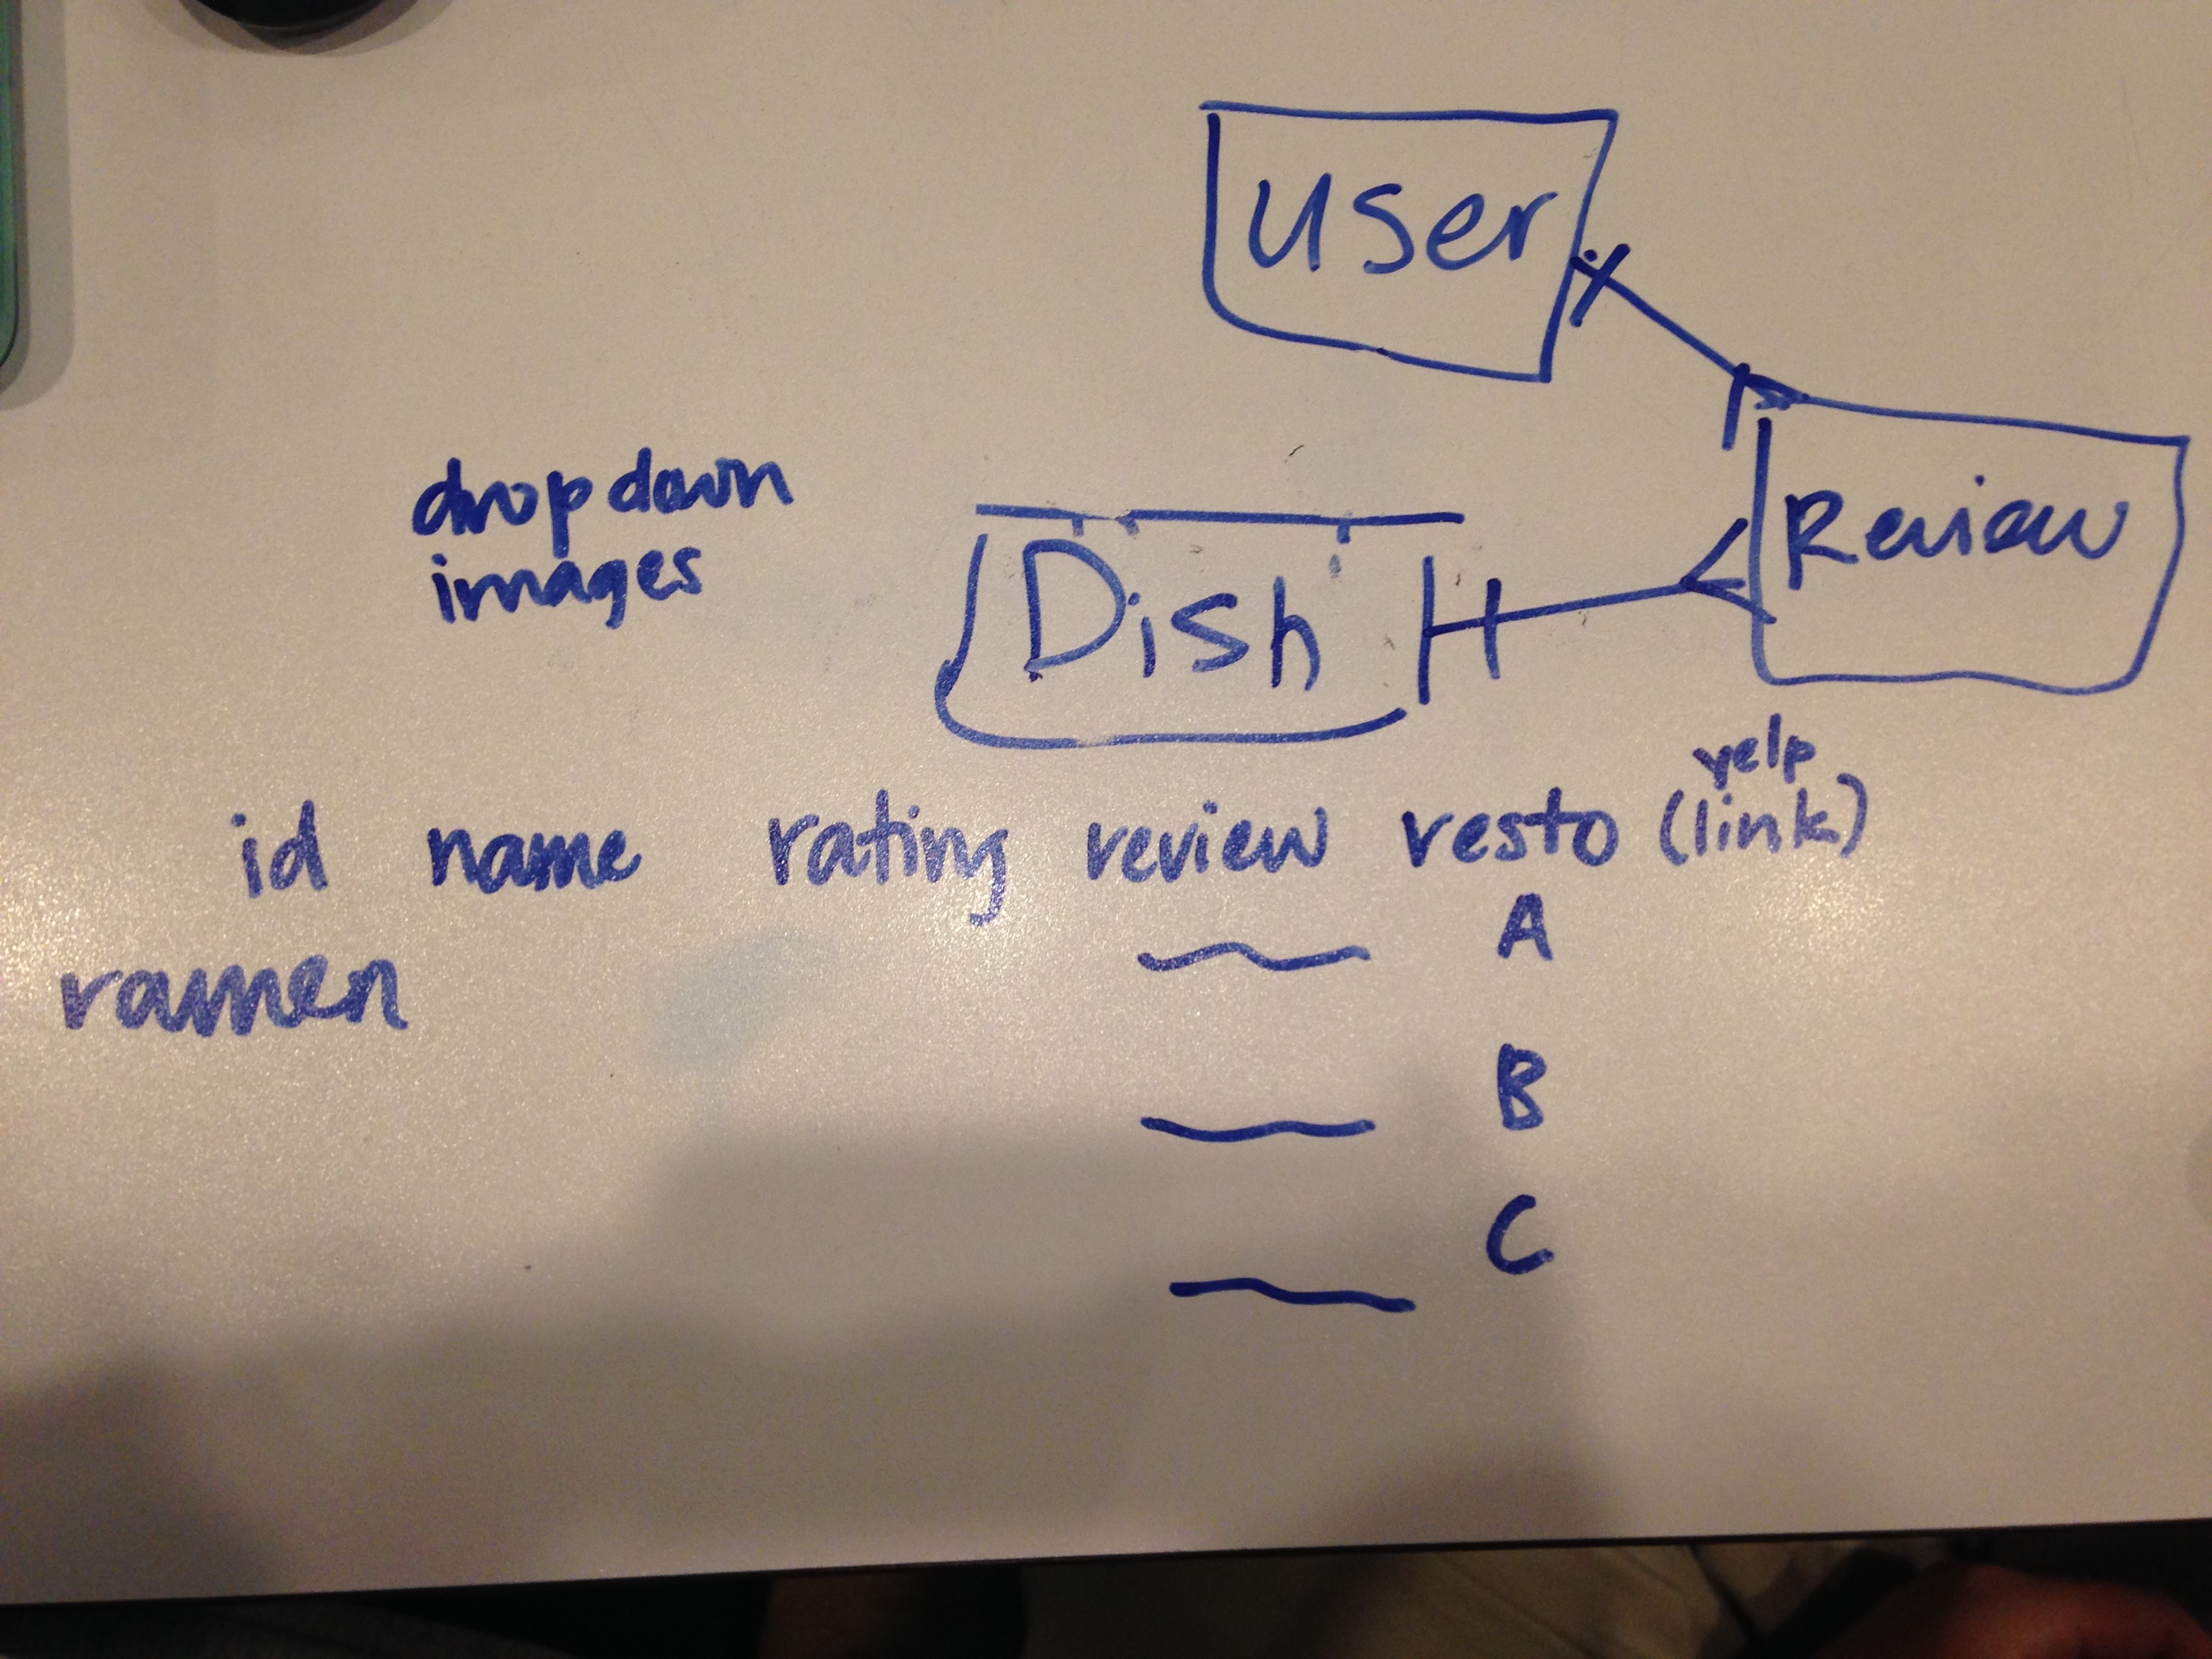 user
Review
drop down
images
Dish
yelp
id name rating review resto (link)
A
ramen
B
C